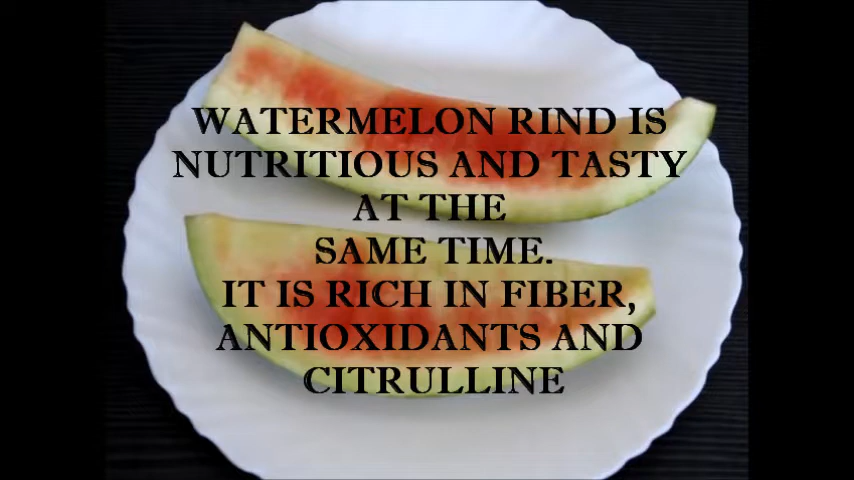 WATERMELON RIND IS
NUTRITIOUS AND TASTY
AT THE
SAME TIME.
IT IS RICH IN FIBER,
ANTIOXIDANTS AND
CITRULLINE